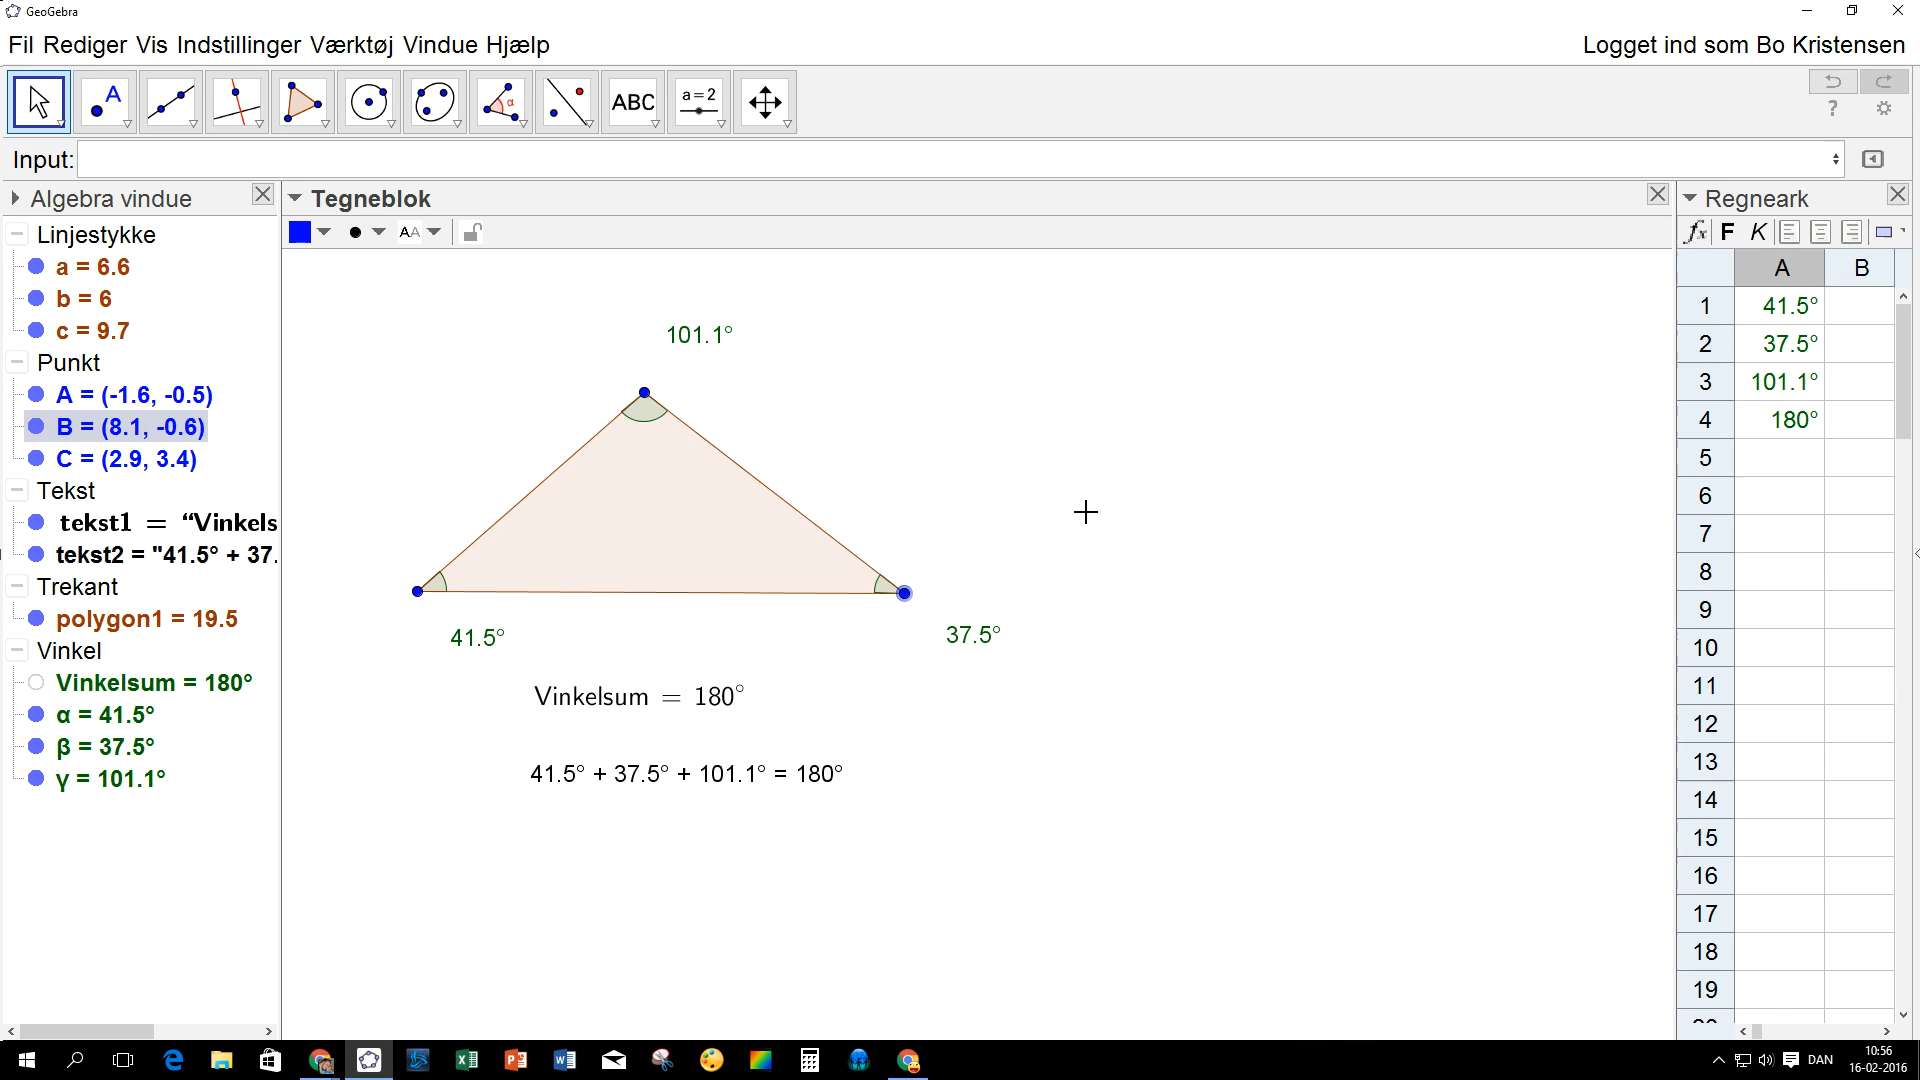 GeoGebra
Fil Rediger Vis Indstillinger Værktøj Vindue Hjælp
Logget ind som Bo Kristensen
A
α
ABC
a=2
?
Input:
Algebra vindue
Linjestykke
a = 6.6
b = 6
c = 9.7
Punkt
A = (-1.6, -0.5)
B = (8.1, -0.6)
C = (2.9, 3.4)
Tekst
tekst1 = “Vinkels
tekst2 = "41.5° + 37.
Trekant
polygon1 = 19.5
Vinkel
Vinkelsum = 180°
α = 41.5°
β = 37.5°
γ = 101.1°
Tegneblok
AA
101.1°
41.5°
37.5°
Vinkelsum = 180°
41.5° + 37.5° + 101.1° = 180°
Regneark
fx F K
A B
1 41.5°
2 37.5°
3 101.1°
4 180°
5
6
7
8
9
10
11
12
13
14
15
16
17
18
19
DAN
10:56
16-02-2016